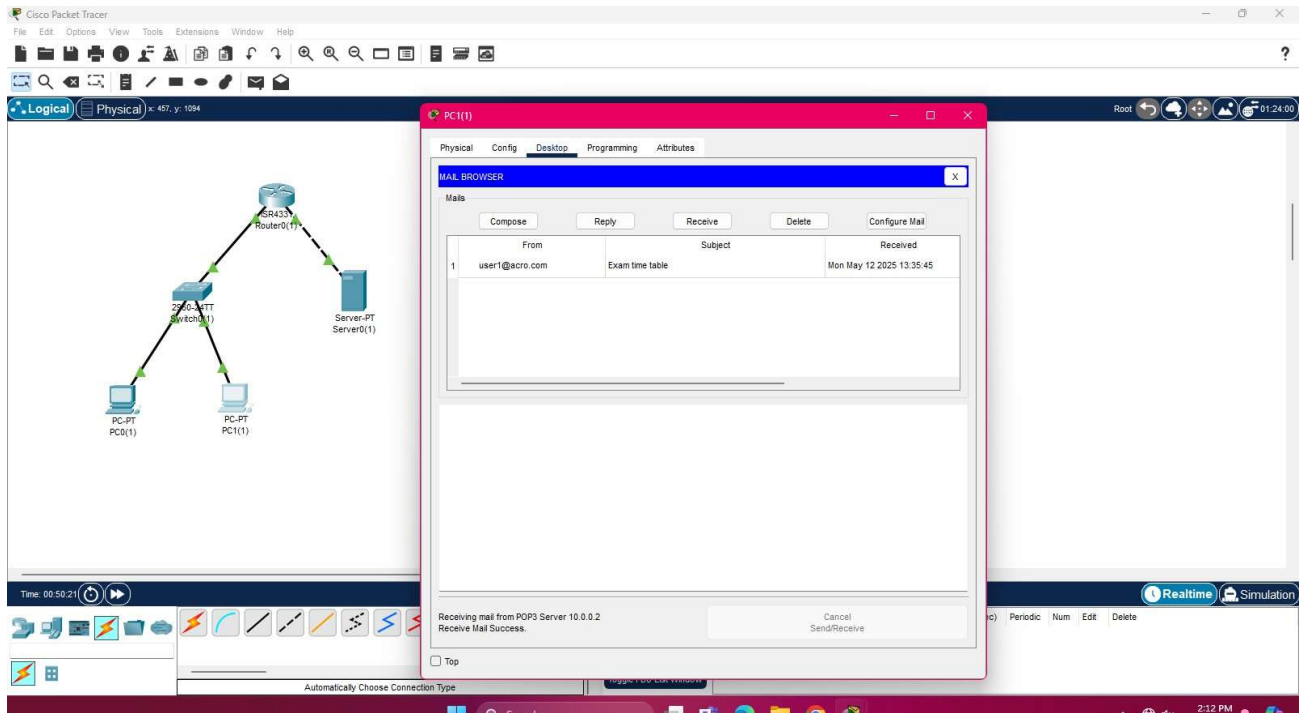 Cisco Packet Tracer
File Edit Options View Tools Extensions Window Help
?
Logical Physical x: 457, y: 1094
Root 01:24:00
PC1(1)
Physical Config Desktop Programming Attributes
MAIL BROWSER X
Mails
Compose Reply Receive Delete Configure Mail
From Subject Received
1 user1@acro.com Exam time table Mon May 12 2025 13:35:45
Router0(1)
Switch0(1)
Server-PT
Server0(1)
PC-PT
PC0(1)
PC-PT
PC1(1)
Time: 00:50:21
Realtime Simulation
Receiving mail from POP3 Server 10.0.0.2
Receive Mail Success.
Cancel
Send/Receive
Periodic Num Edit Delete
Top
Automatically Choose Connection Type
2:12 PM